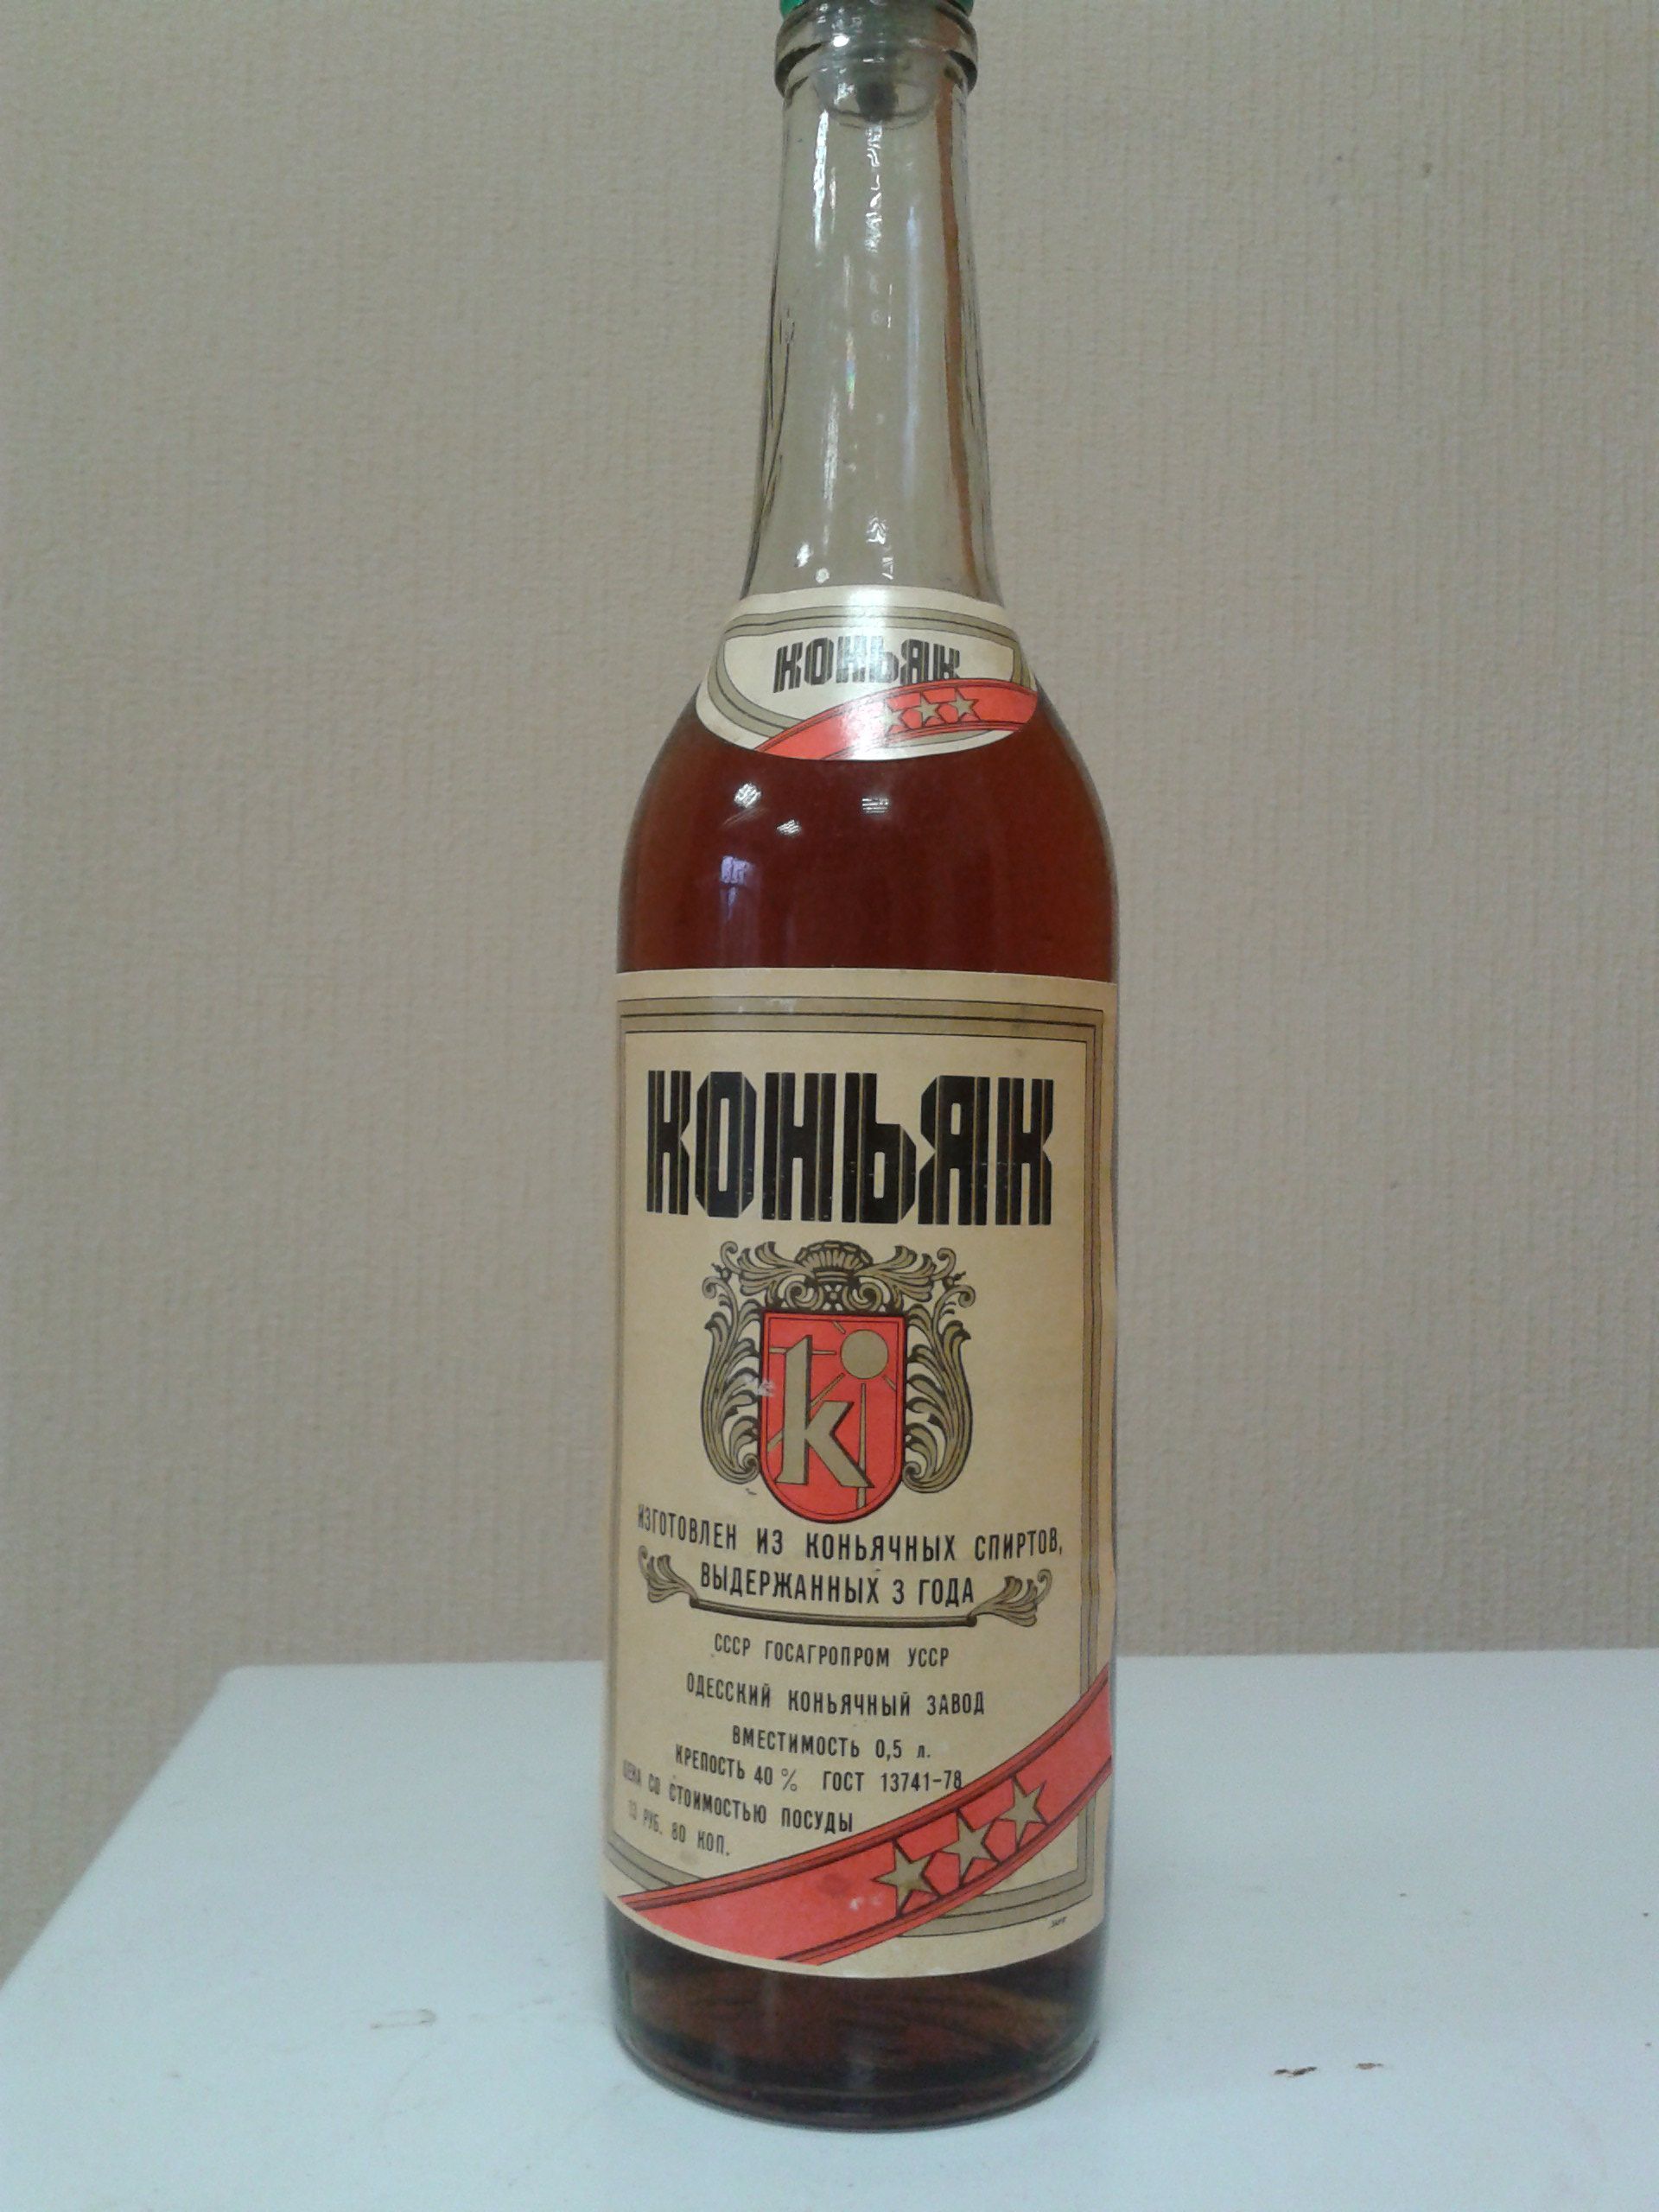 КОНЬЯК
КОНЬЯК
k
ИЗГОТОВЛЕН ИЗ КОНЬЯЧНЫХ СПИРТОВ,
ВЫДЕРЖАННЫХ 3 ГОДА
СССР ГОСАГРОПРОМ УССР
ОДЕССКИЙ КОНЬЯЧНЫЙ ЗАВОД
ВМЕСТИМОСТЬ 0,5 л.
КРЕПОСТЬ 40 % ГОСТ 13741-78
ЦЕНА СО СТОИМОСТЬЮ ПОСУДЫ
РУБ. 80 КОП.